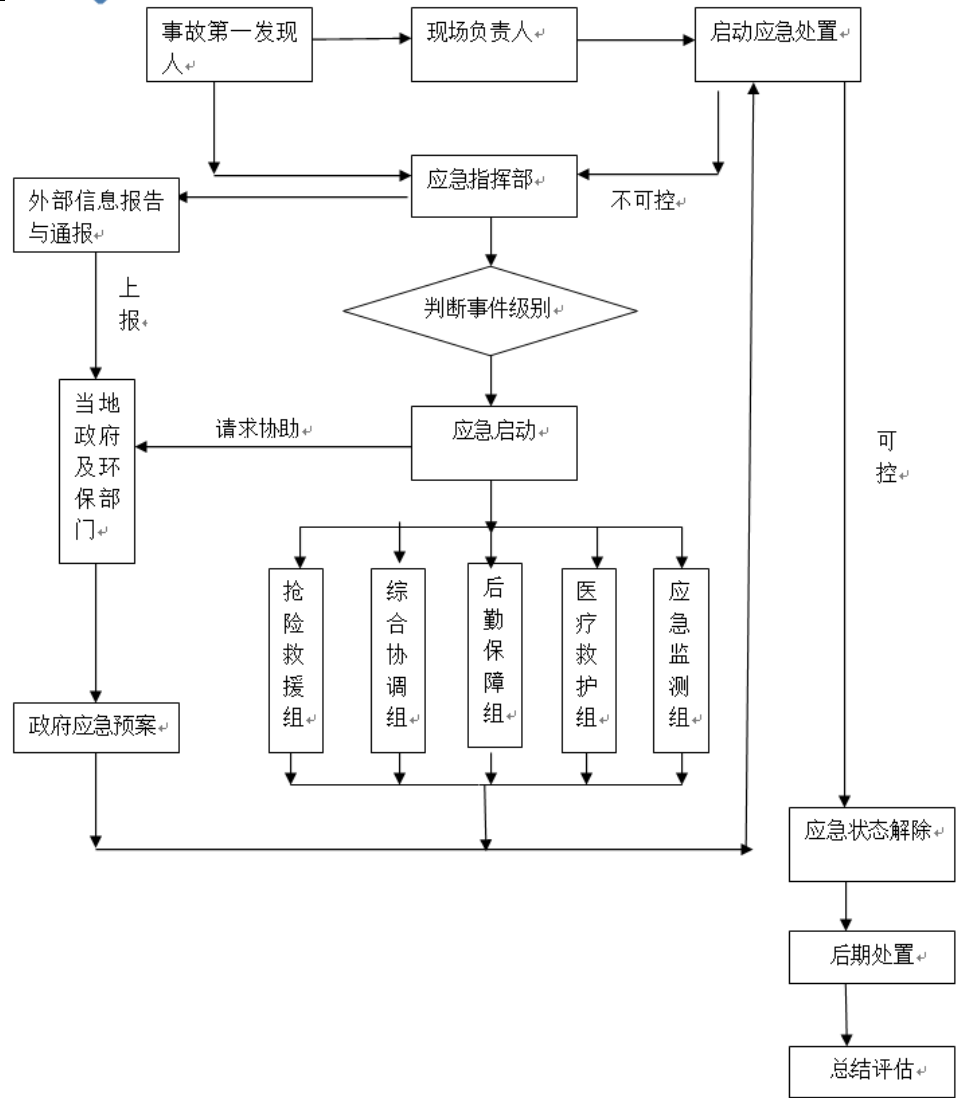 事故第一发现
人
现场负责人
启动应急处置
应急指挥部
不可控
外部信息报告
与通报
上
报
判断事件级别
当地
政府
及环
保部
门
请求协助
应急启动
可
控
抢
险
救
援
组
综
合
协
调
组
后
勤
保
障
组
医
疗
救
护
组
应
急
监
测
组
政府应急预案
应急状态解除
后期处置
总结评估